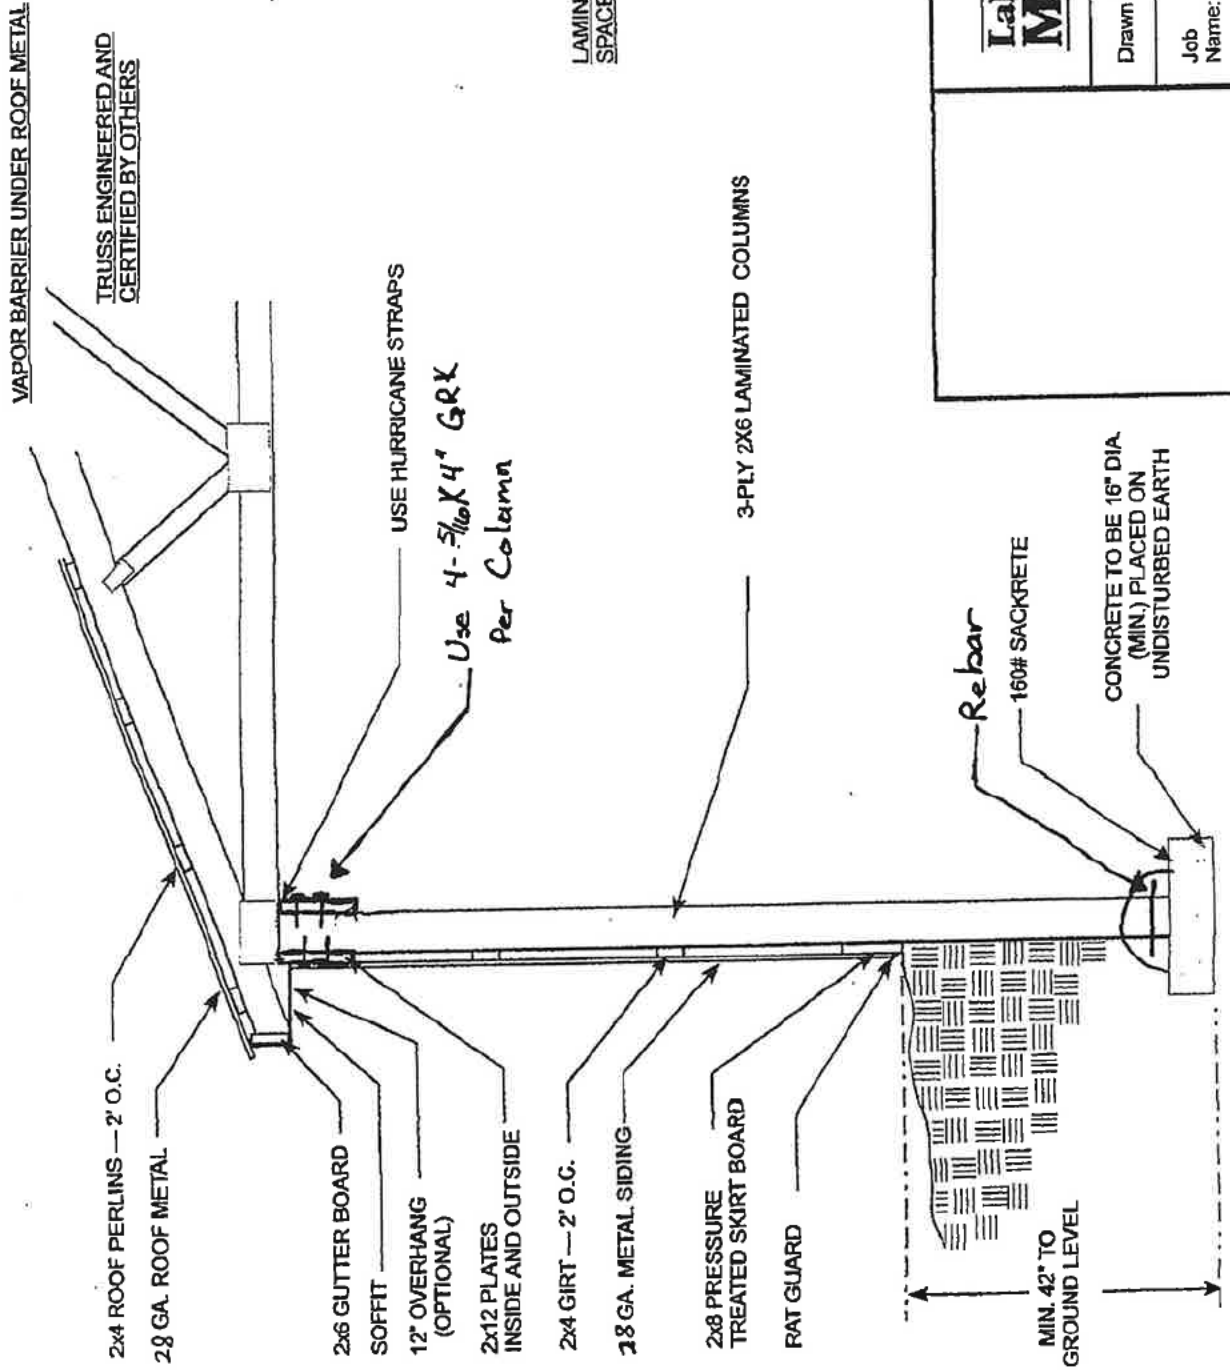 VAPOR BARRIER UNDER ROOF METAL
TRUSS ENGINEERED AND
CERTIFIED BY OTHERS
LAMIN
SPACE
2x4 ROOF PERLINS — 2' O.C.
28 GA. ROOF METAL
2x6 GUTTER BOARD
SOFFIT
12" OVERHANG
(OPTIONAL)
2x12 PLATES
INSIDE AND OUTSIDE
2x4 GIRT — 2' O.C.
28 GA. METAL SIDING
2x8 PRESSURE
TREATED SKIRT BOARD
RAT GUARD
MIN. 42" TO
GROUND LEVEL
USE HURRICANE STRAPS
Use 4-5/16X4" GRK
Per Column
3-PLY 2X6 LAMINATED COLUMNS
Rebar
160# SACKRETE
CONCRETE TO BE 16" DIA.
(MIN.) PLACED ON
UNDISTURBED EARTH
Lal
M
Drawn
Job
Name: